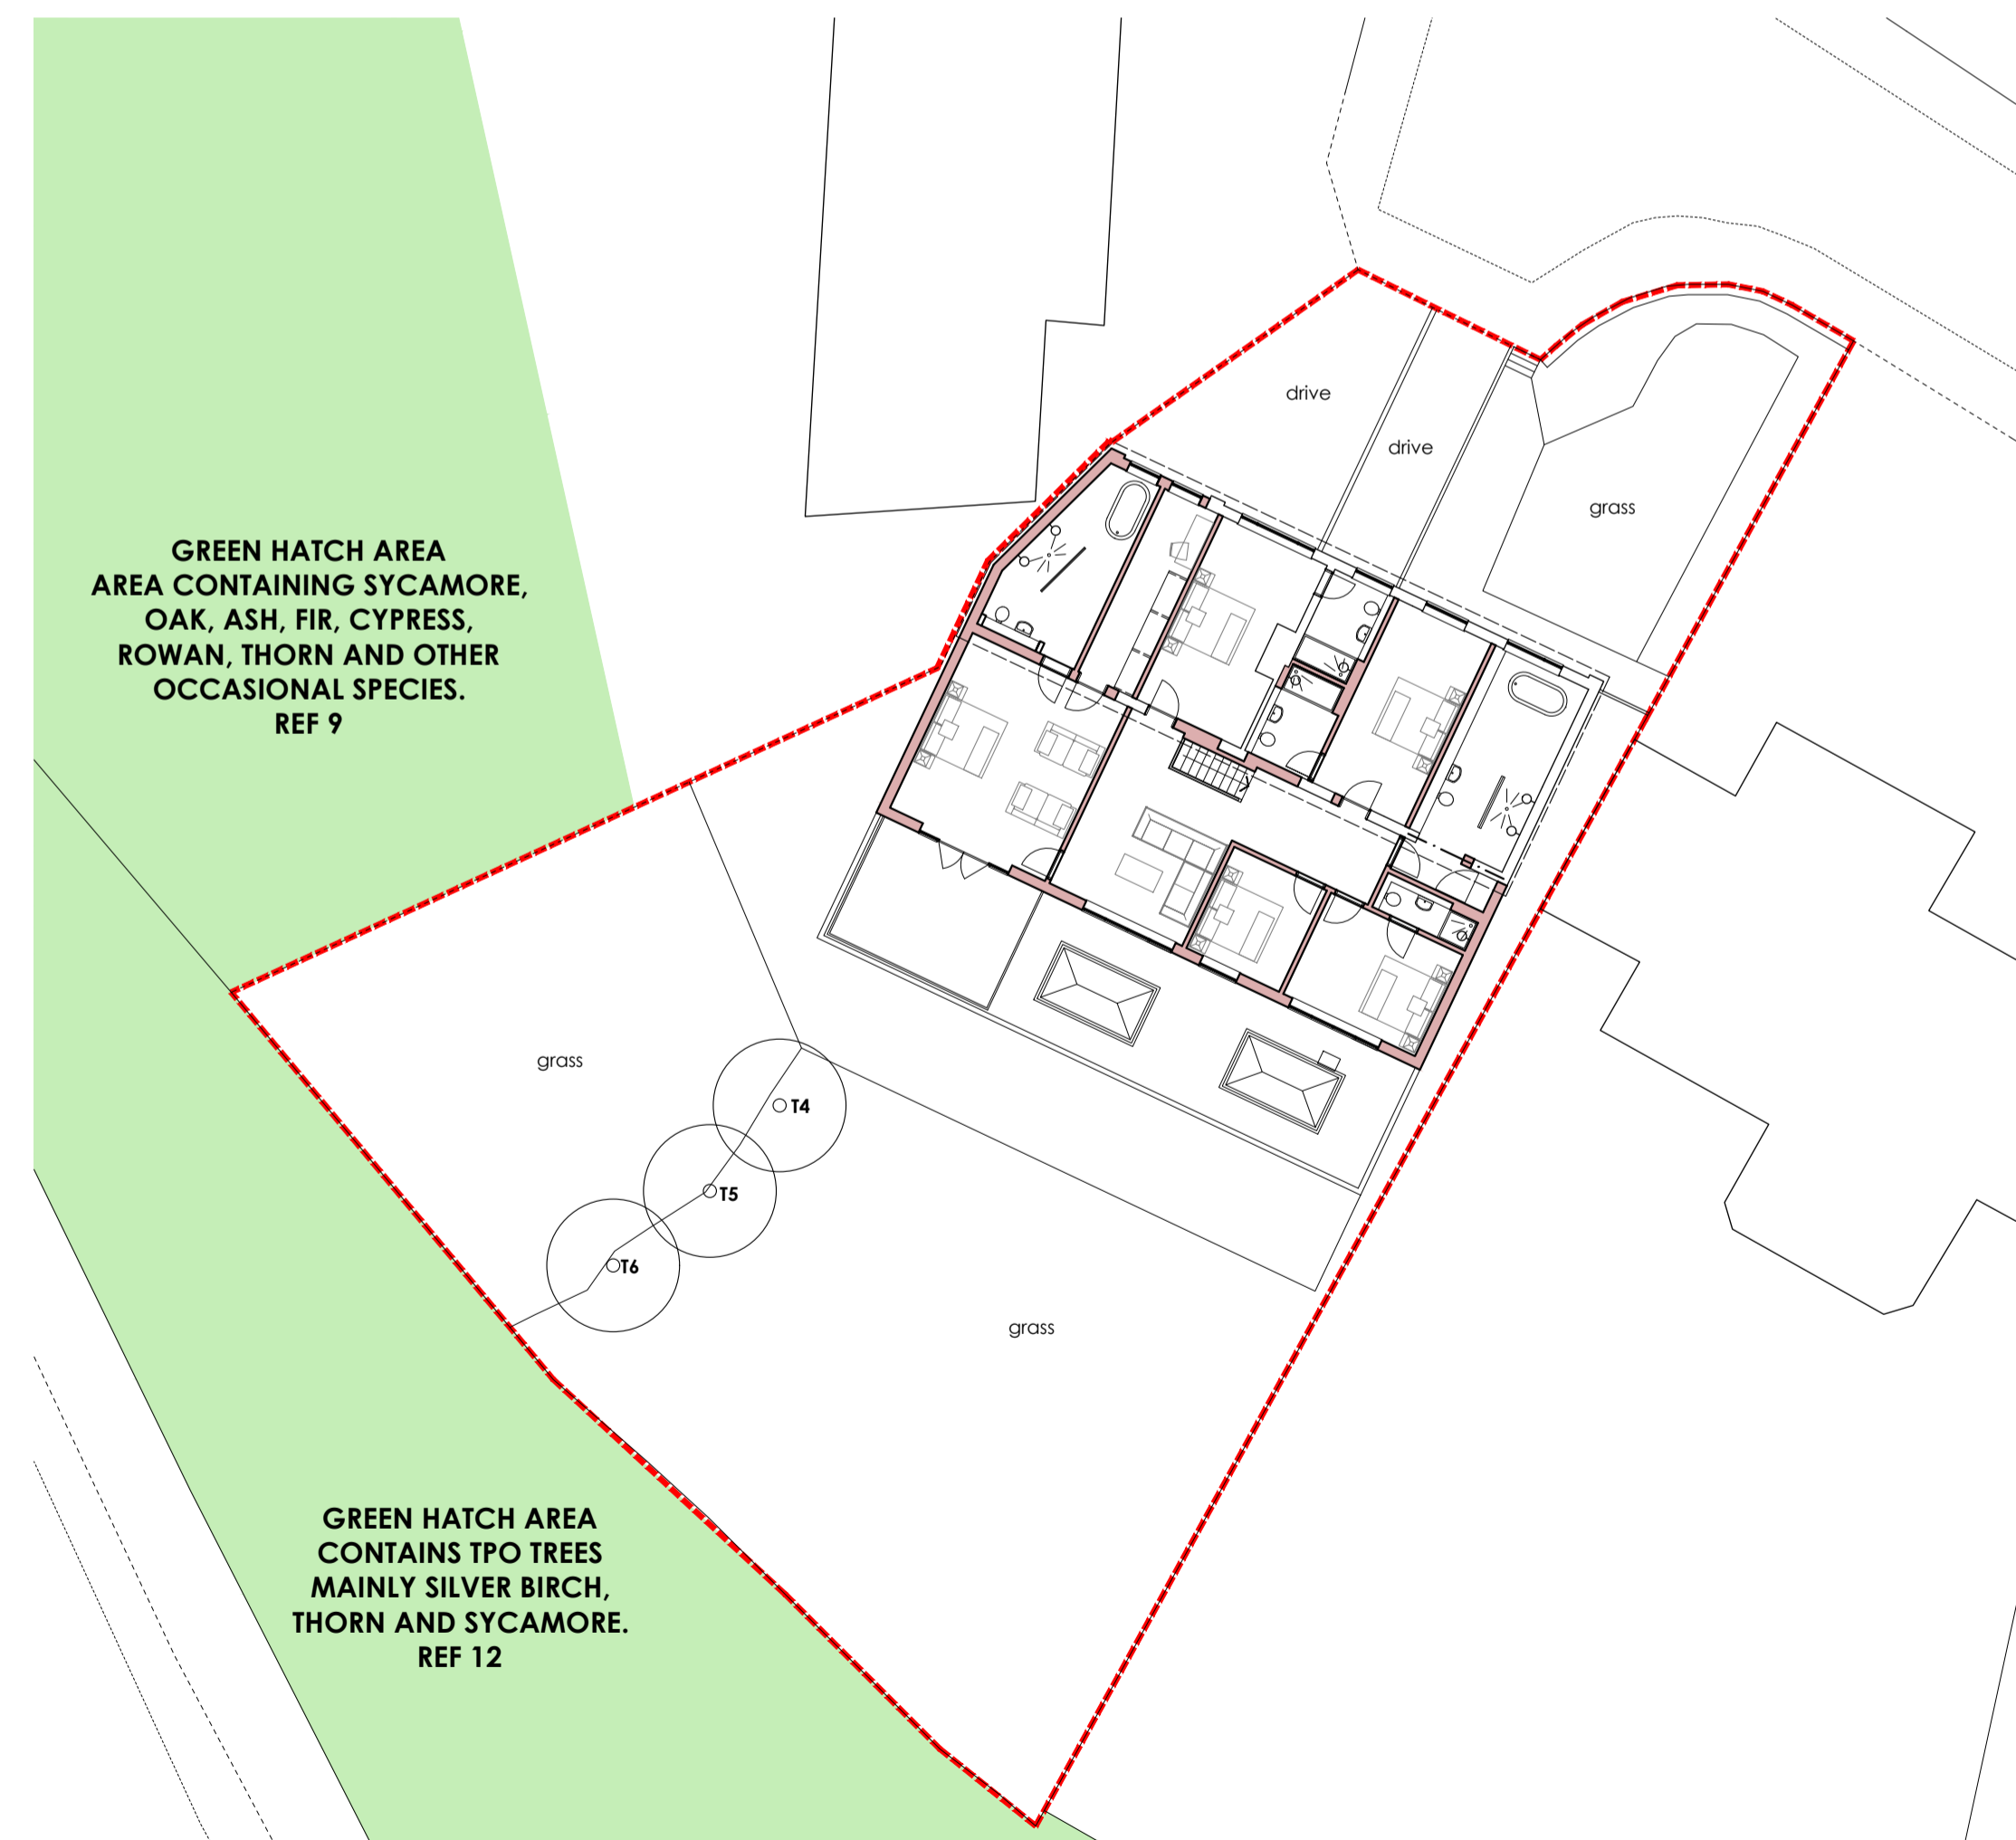 drive
drive
grass
GREEN HATCH AREA
AREA CONTAINING SYCAMORE,
OAK, ASH, FIR, CYPRESS,
ROWAN, THORN AND OTHER
OCCASIONAL SPECIES.
REF 9
grass
T4
T5
T6
grass
GREEN HATCH AREA
CONTAINS TPO TREES
MAINLY SILVER BIRCH,
THORN AND SYCAMORE.
REF 12